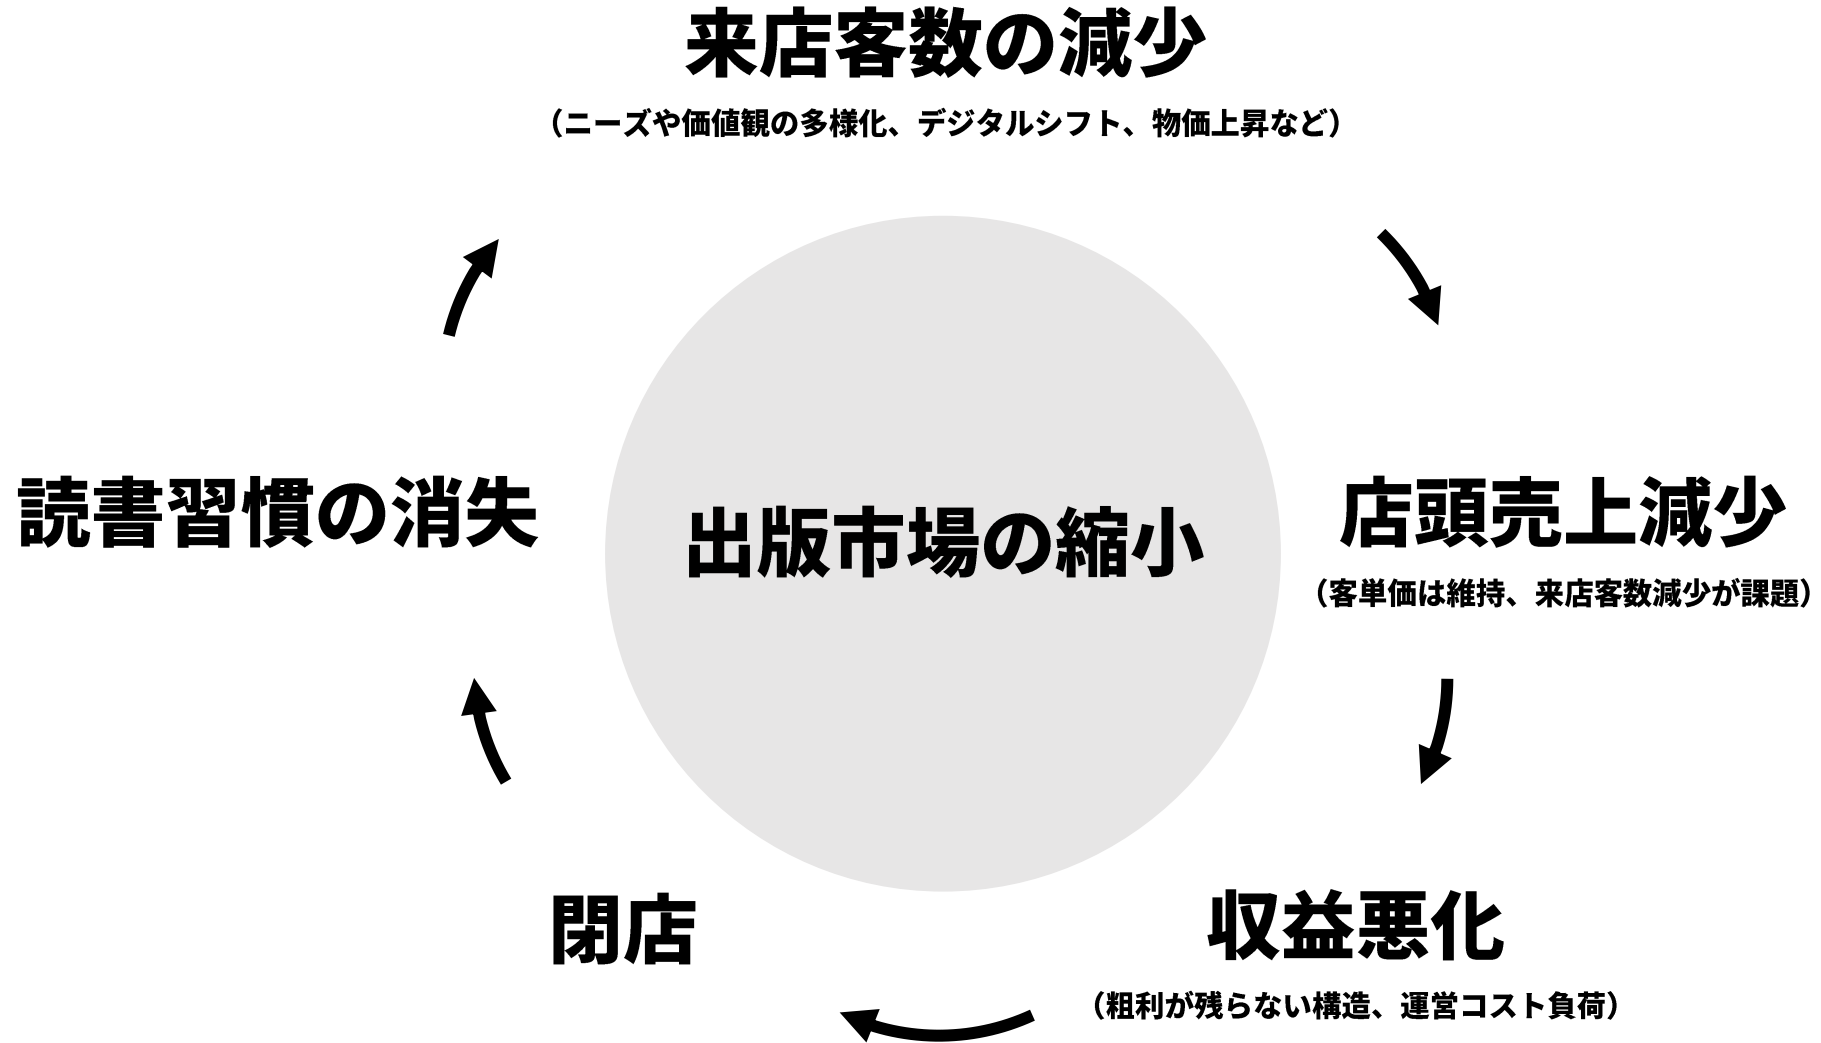 来店客数の減少
（ニーズや価値観の多様化、デジタルシフト、物価上昇など）
読書習慣の消失
出版市場の縮小
店頭売上減少
（客単価は維持、来店客数減少が課題）
閉店
収益悪化
（粗利が残らない構造、運営コスト負荷）